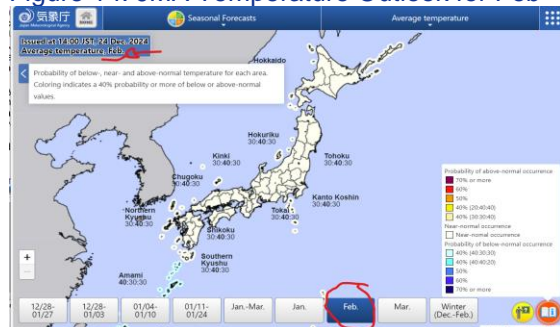 Figure 14: JMA Temperature Outlook for Feb
気象庁
Japan Meteorological Agency
HOME
Seasonal Forecasts
Average temperature
Issued at 14:00 JST, 24 Dec. 2024
Average temperature, Feb.
Probability of below-, near- and above-normal temperature for each area.
Coloring indicates a 40% probability or more of below or above-normal
values.
Hokkaido
Hokuriku
30:40:30
Tohoku
30:40:30
Kinki
30:40:30
Chugoku
30:40:30
Kanto Koshin
30:40:30
Tokai
30:40:30
Northern
Kyushu
30:40:30
Shikoku
30:40:30
Southern
Kyushu
30:40:30
Amami
40:30:30
Probability of above-normal occurrence
70% or more
60%
50%
40% (20:40:40)
40% (30:30:40)
Near-normal occurrence
Near-normal occurrence
Probability of below-normal occurrence
40% (40:30:30)
40% (40:40:20)
50%
60%
70% or more
+
-
12/28-
01/27
12/28-
01/03
01/04-
01/10
01/11-
01/24
Jan.-Mar.
Jan.
Feb.
Mar.
Winter
(Dec.-Feb.)